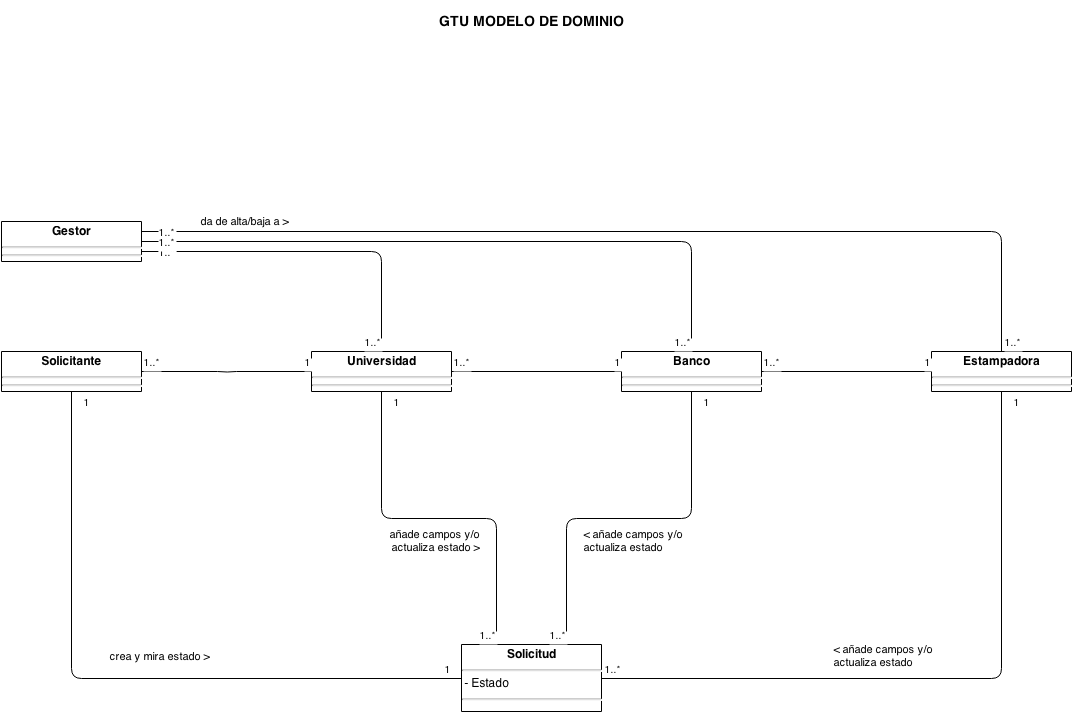 GTU MODELO DE DOMINIO
da de alta/baja a >
Gestor
1..*
1..*
1..
1..*
1..*
1..*
Solicitante
1..*
1
Universidad
1..*
1
Banco
1..*
1
Estampadora
1
1
1
1
añade campos y/o
actualiza estado >
< añade campos y/o
actualiza estado
1..*
1..*
crea y mira estado >
1
Solicitud
- Estado
1..*
< añade campos y/o
actualiza estado